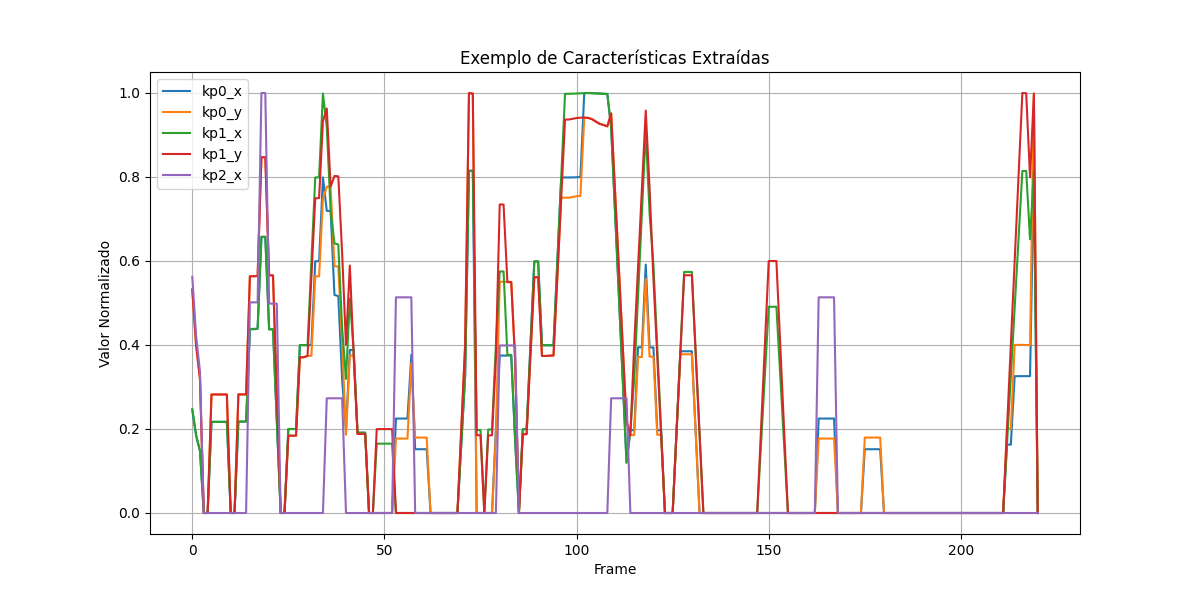 Exemplo de Características Extraídas
kp0_x
kp0_y
kp1_x
kp1_y
kp2_x
Valor Normalizado
1.0
0.8
0.6
0.4
0.2
0.0
0 50 100 150 200
Frame